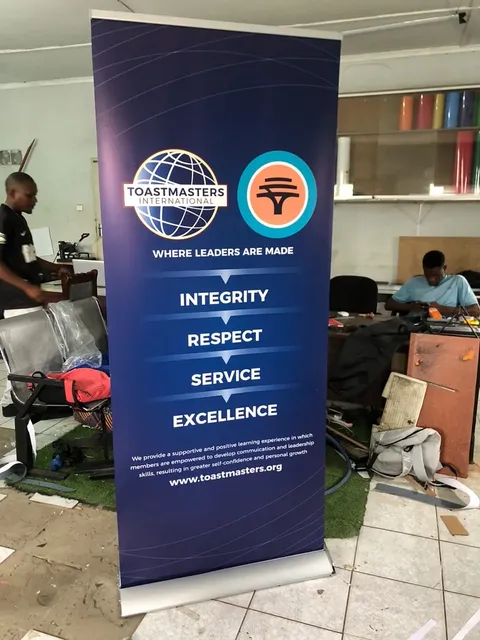 TOASTMASTERS
INTERNATIONAL
WHERE LEADERS ARE MADE
INTEGRITY
RESPECT
SERVICE
EXCELLENCE
We provide a supportive and positive learning experience in which
members are empowered to develop commuication and leadership
skills, resulting in greater self-confidence and personal growth
www.toastmasters.org